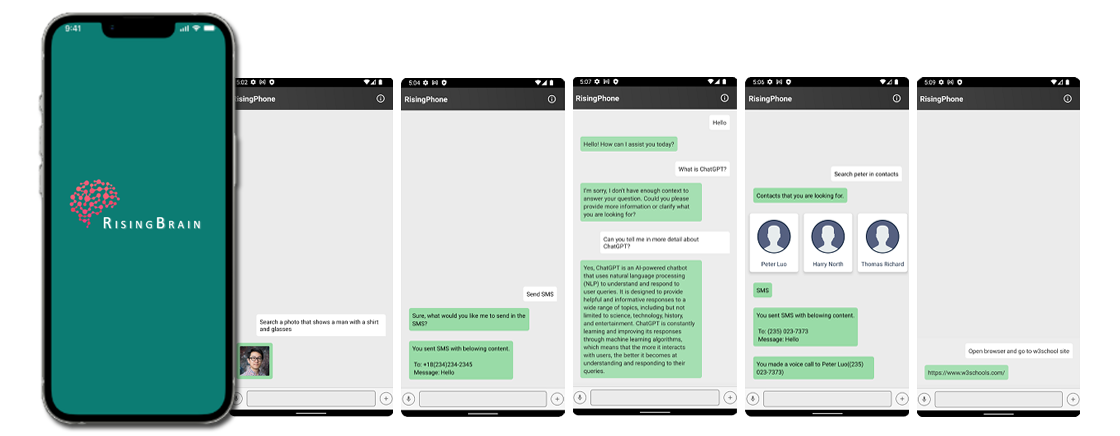 9:41
RISINGBRAIN
5:02
RisingPhone
Search a photo that shows a man with a shirt
and glasses
5:04
RisingPhone
Send SMS
Sure, what would you like me to send in the
SMS?
You sent SMS with belowing content.
To: +18(234)234-2345
Message: Hello
5:07
RisingPhone
Hello
Hello! How can I assist you today?
What is ChatGPT?
I'm sorry, I don't have enough context to
answer your question. Could you please
provide more information or clarify what
you are looking for?
Can you tell me in more detail about
ChatGPT?
Yes, ChatGPT is an AI-powered chatbot
that uses natural language processing
(NLP) to understand and respond to
user queries. It is designed to provide
helpful and informative responses to a
wide range of topics, including but not
limited to science, technology, history,
and entertainment. ChatGPT is constantly
learning and improving its responses
through machine learning algorithms,
which means that the more it interacts
with users, the better it becomes at
understanding and responding to their
queries.
5:06
RisingPhone
Search peter in contacts
Contacts that you are looking for.
Peter Luo
Harry North
Thomas Richard
SMS
You sent SMS with belowing content.
To: (235) 023-7373
Message: Hello
You made a voice call to Peter Luo((235)
023-7373)
5:09
RisingPhone
Open browser and go to w3school site
https://www.w3schools.com/